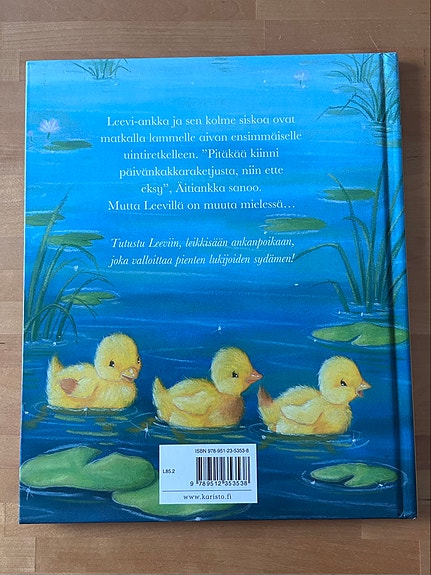 Leevi-ankka ja sen kolme siskoa ovat
matkalla lammelle aivan ensimmäiselle
uintiretkelleen. ”Pitäkää kiinni
päivänkakkaraketjusta, niin ette
eksy”, Äitiankka sanoo.
Mutta Leevillä on muuta mielessä…
Tutustu Leeviin, leikkisään ankanpoikaan,
joka valloittaa pienten lukijoiden sydämen!
ISBN 978-951-23-5353-8
L85.2
9 789512 353538
www.karisto.fi